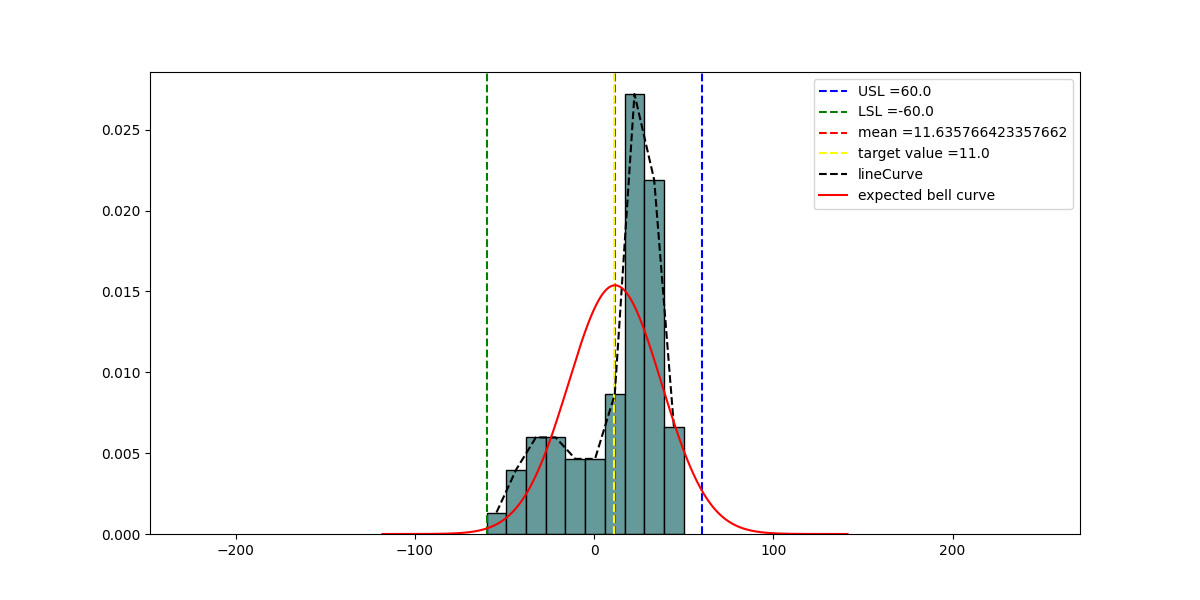 USL =60.0
LSL =-60.0
mean =11.635766423357662
target value =11.0
lineCurve
expected bell curve
0.025
0.020
0.015
0.010
0.005
0.000
−200
−100
0
100
200